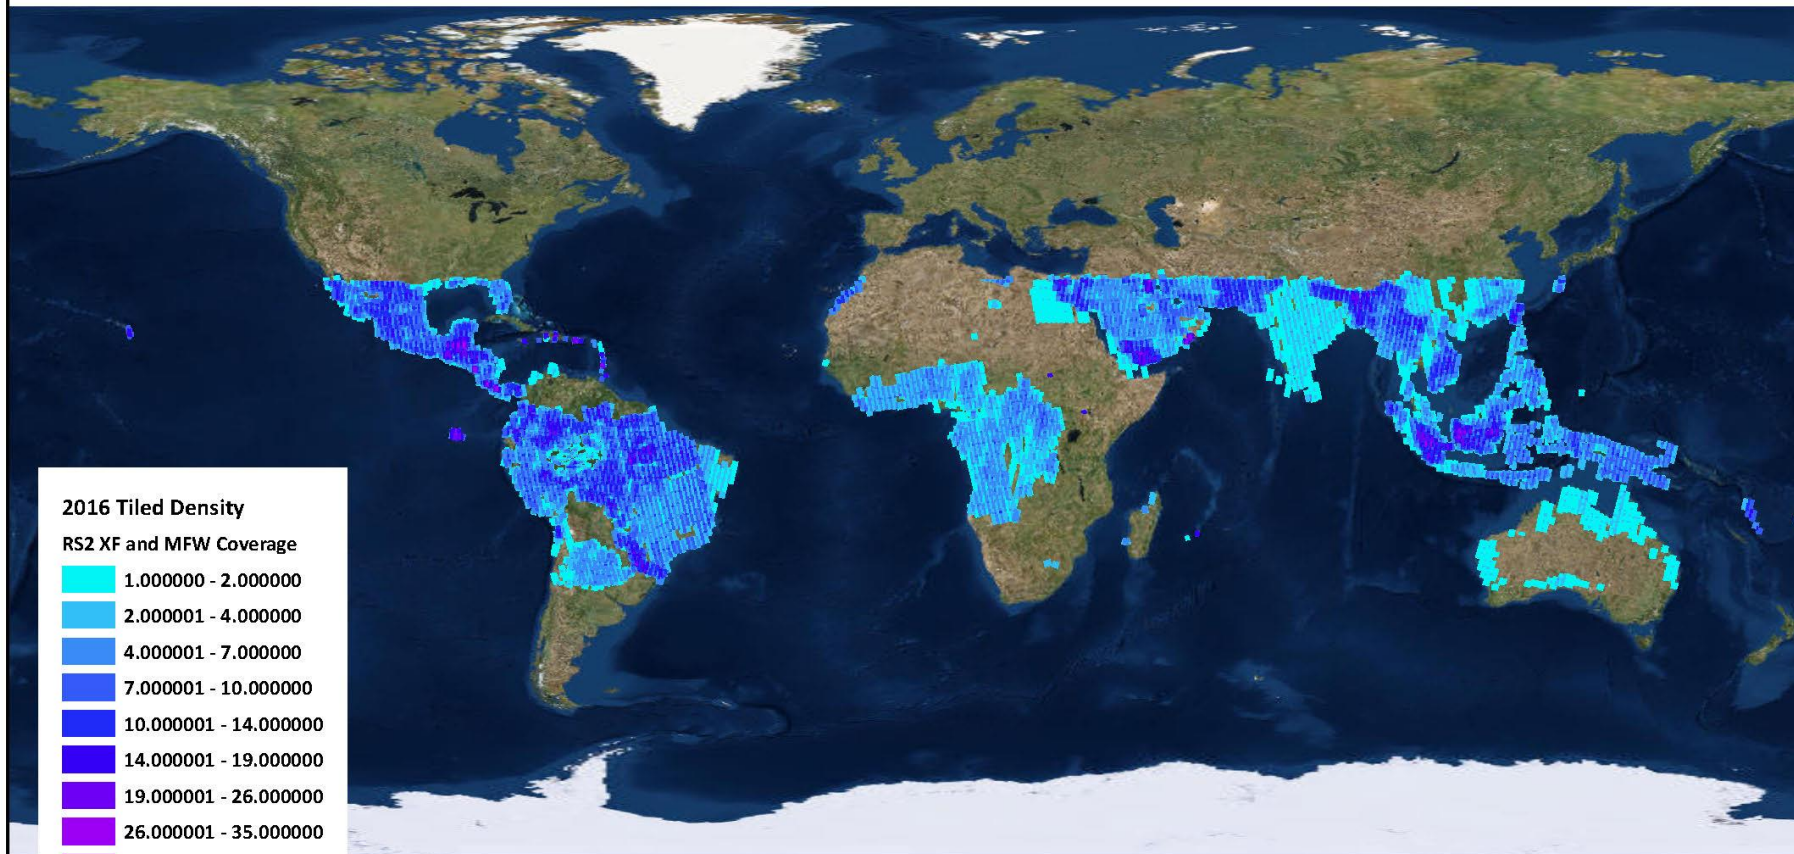 2016 Tiled Density
RS2 XF and MFW Coverage
1.000000 - 2.000000
2.000001 - 4.000000
4.000001 - 7.000000
7.000001 - 10.000000
10.000001 - 14.000000
14.000001 - 19.000000
19.000001 - 26.000000
26.000001 - 35.000000